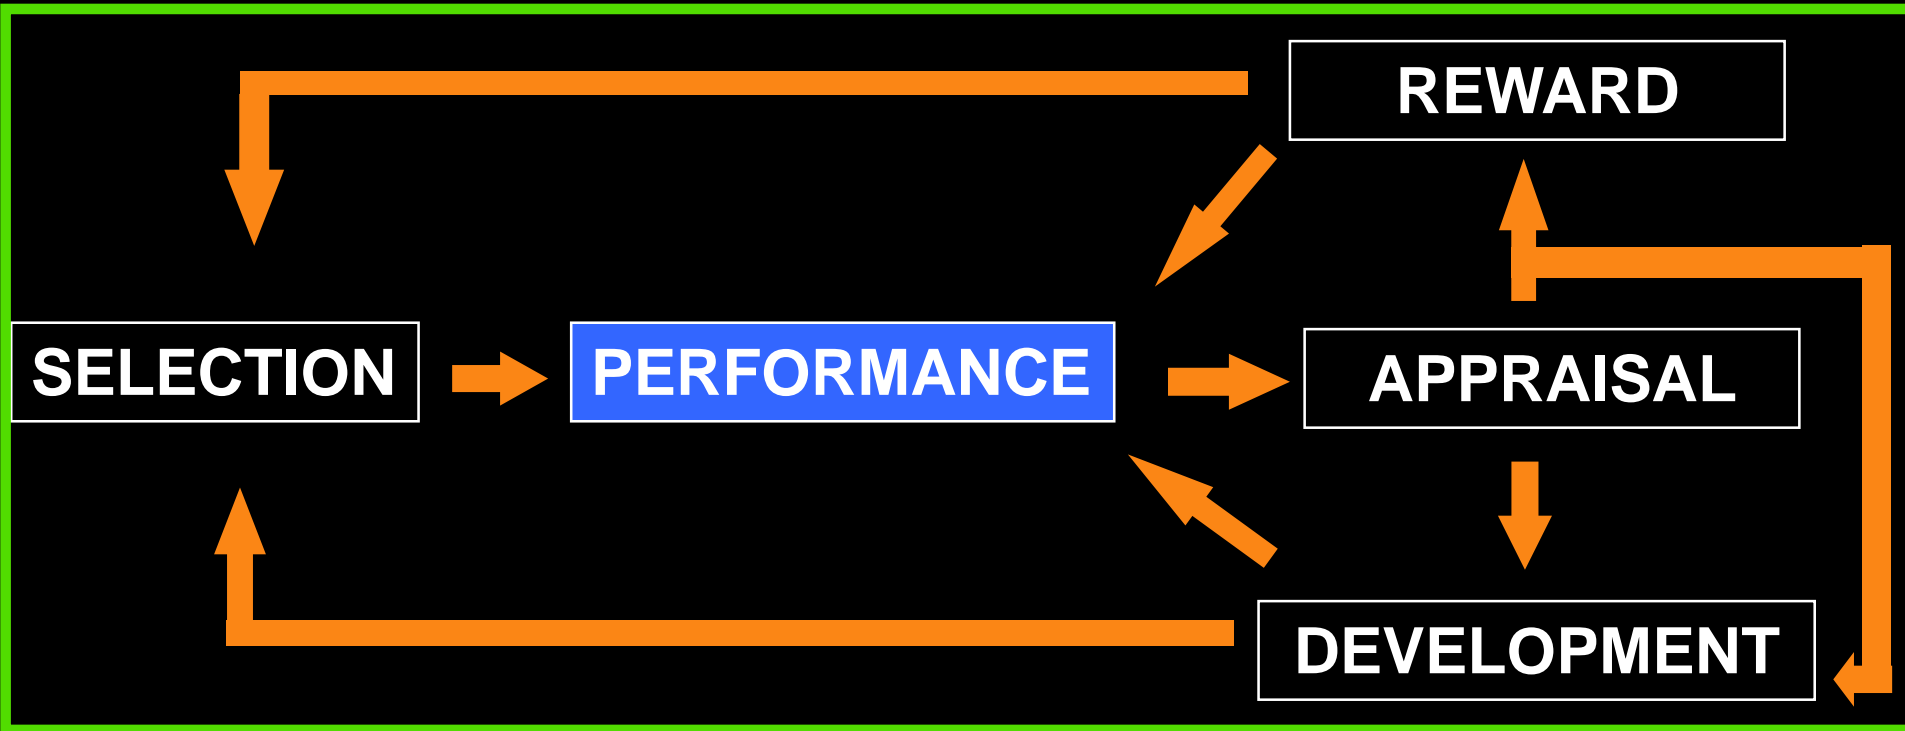 REWARD
SELECTION
PERFORMANCE
APPRAISAL
DEVELOPMENT